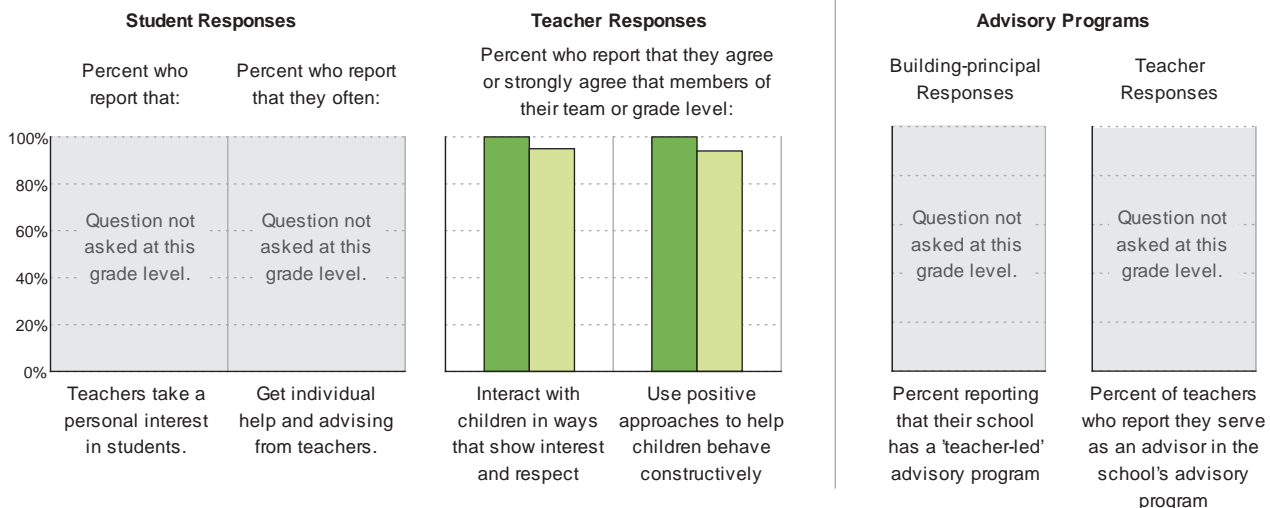 Student Responses
Percent who
report that:
Percent who report
that they often:
100%
80%
60%
40%
20%
0%
Question not
asked at this
grade level.
Question not
asked at this
grade level.
Teachers take a
personal interest
in students.
Get individual
help and advising
from teachers.
Teacher Responses
Percent who report that they agree
or strongly agree that members of
their team or grade level:
Interact with
children in ways
that show interest
and respect
Use positive
approaches to help
children behave
constructively
Advisory Programs
Building-principal
Responses
Question not
asked at this
grade level.
Percent reporting
that their school
has a 'teacher-led'
advisory program
Teacher
Responses
Question not
asked at this
grade level.
Percent of teachers
who report they serve
as an advisor in the
school's advisory
program